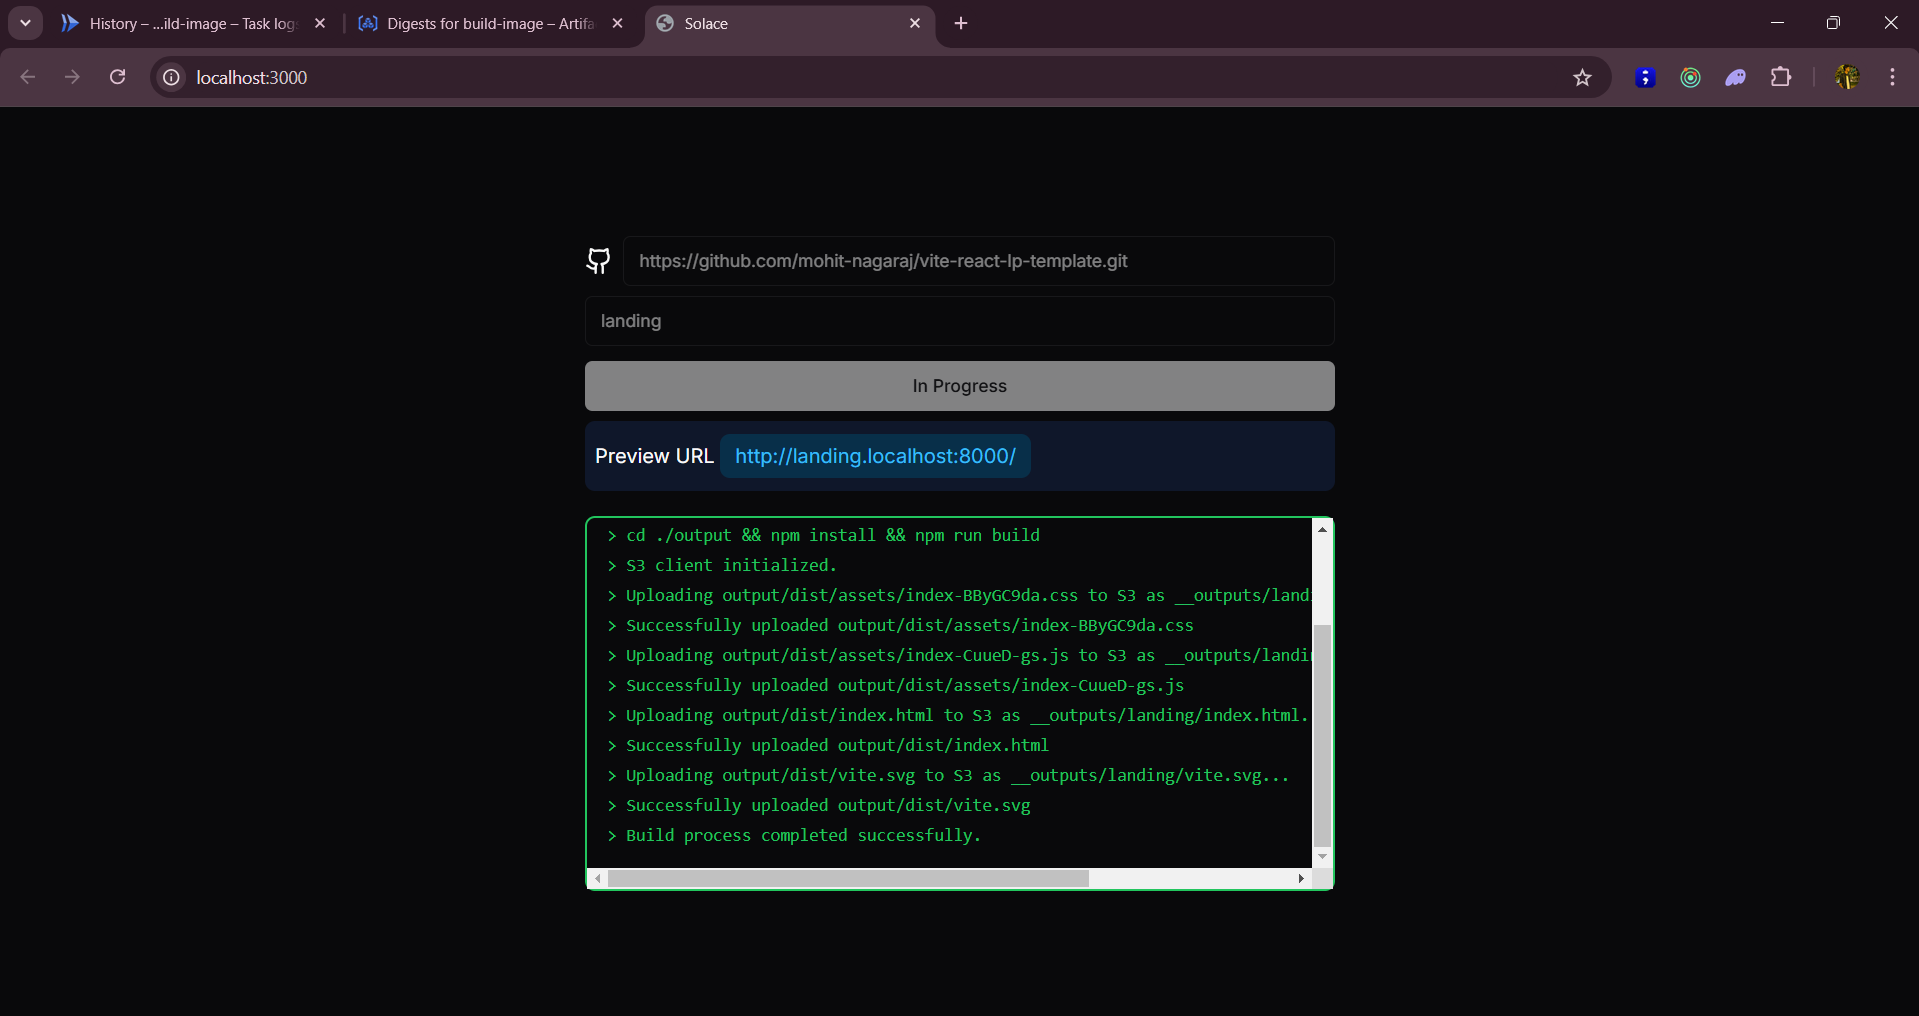 History – ...ild-image – Task logs
Digests for build-image – Artifa
Solace
localhost:3000
https://github.com/mohit-nagaraj/vite-react-lp-template.git
landing
In Progress
Preview URL http://landing.localhost:8000/
> cd ./output && npm install && npm run build
> S3 client initialized.
> Uploading output/dist/assets/index-BByGC9da.css to S3 as __outputs/landi
> Successfully uploaded output/dist/assets/index-BByGC9da.css
> Uploading output/dist/assets/index-CuueD-gs.js to S3 as __outputs/landi
> Successfully uploaded output/dist/assets/index-CuueD-gs.js
> Uploading output/dist/index.html to S3 as __outputs/landing/index.html.
> Successfully uploaded output/dist/index.html
> Uploading output/dist/vite.svg to S3 as __outputs/landing/vite.svg...
> Successfully uploaded output/dist/vite.svg
> Build process completed successfully.